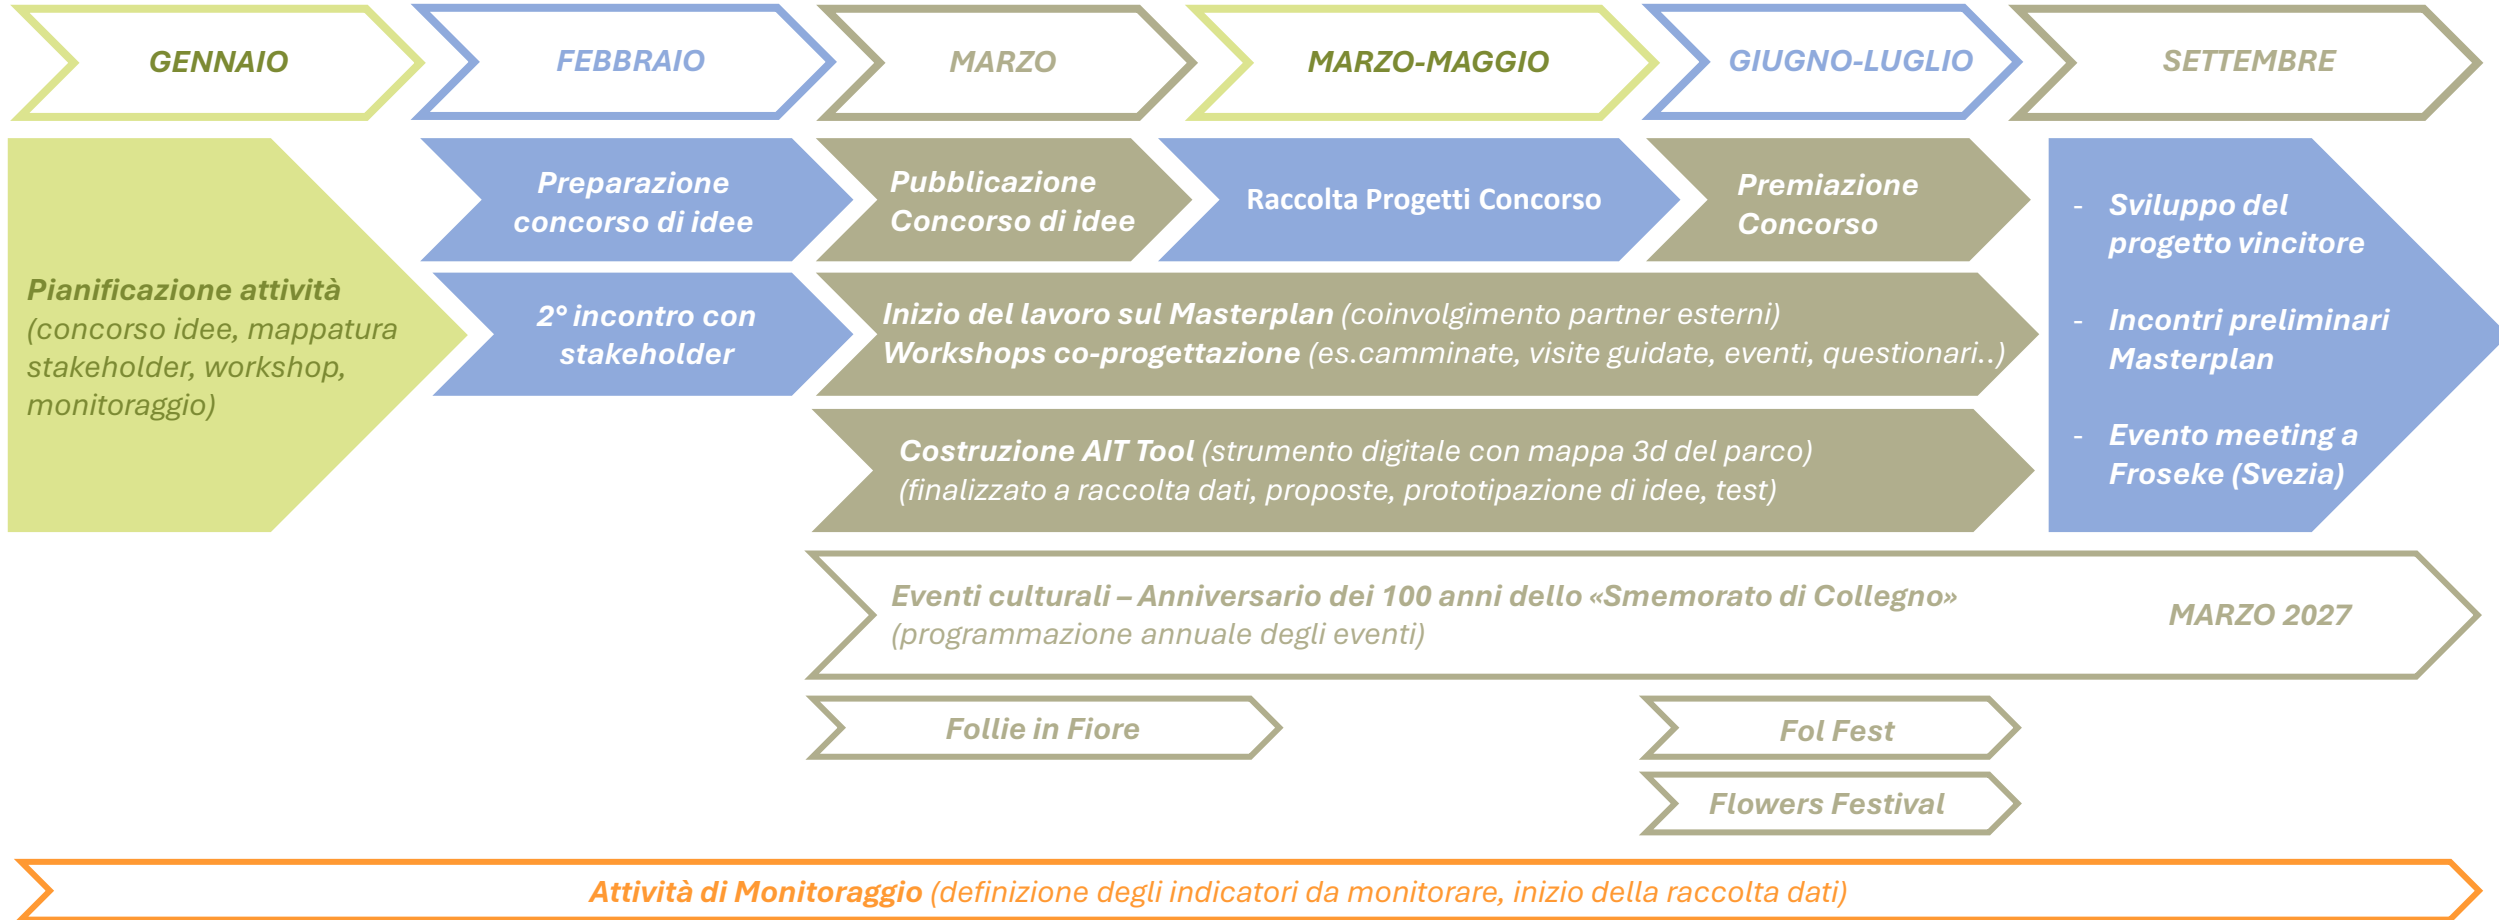 GENNAIO
FEBBRAIO
MARZO
MARZO-MAGGIO
GIUGNO-LUGLIO
SETTEMBRE
Pianificazione attività
(concorso idee, mappatura
stakeholder, workshop,
monitoraggio)
Preparazione
concorso di idee
Pubblicazione
Concorso di idee
Raccolta Progetti Concorso
Premiazione
Concorso
2° incontro con
stakeholder
Inizio del lavoro sul Masterplan (coinvolgimento partner esterni)
Workshops co-progettazione (es.camminate, visite guidate, eventi, questionari..)
Costruzione AIT Tool (strumento digitale con mappa 3d del parco)
(finalizzato a raccolta dati, proposte, prototipazione di idee, test)
- Sviluppo del
progetto vincitore
- Incontri preliminari
Masterplan
- Evento meeting a
Froseke (Svezia)
Eventi culturali – Anniversario dei 100 anni dello «Smemorato di Collegno»
(programmazione annuale degli eventi)
MARZO 2027
Follie in Fiore
Fol Fest
Flowers Festival
Attività di Monitoraggio (definizione degli indicatori da monitorare, inizio della raccolta dati)